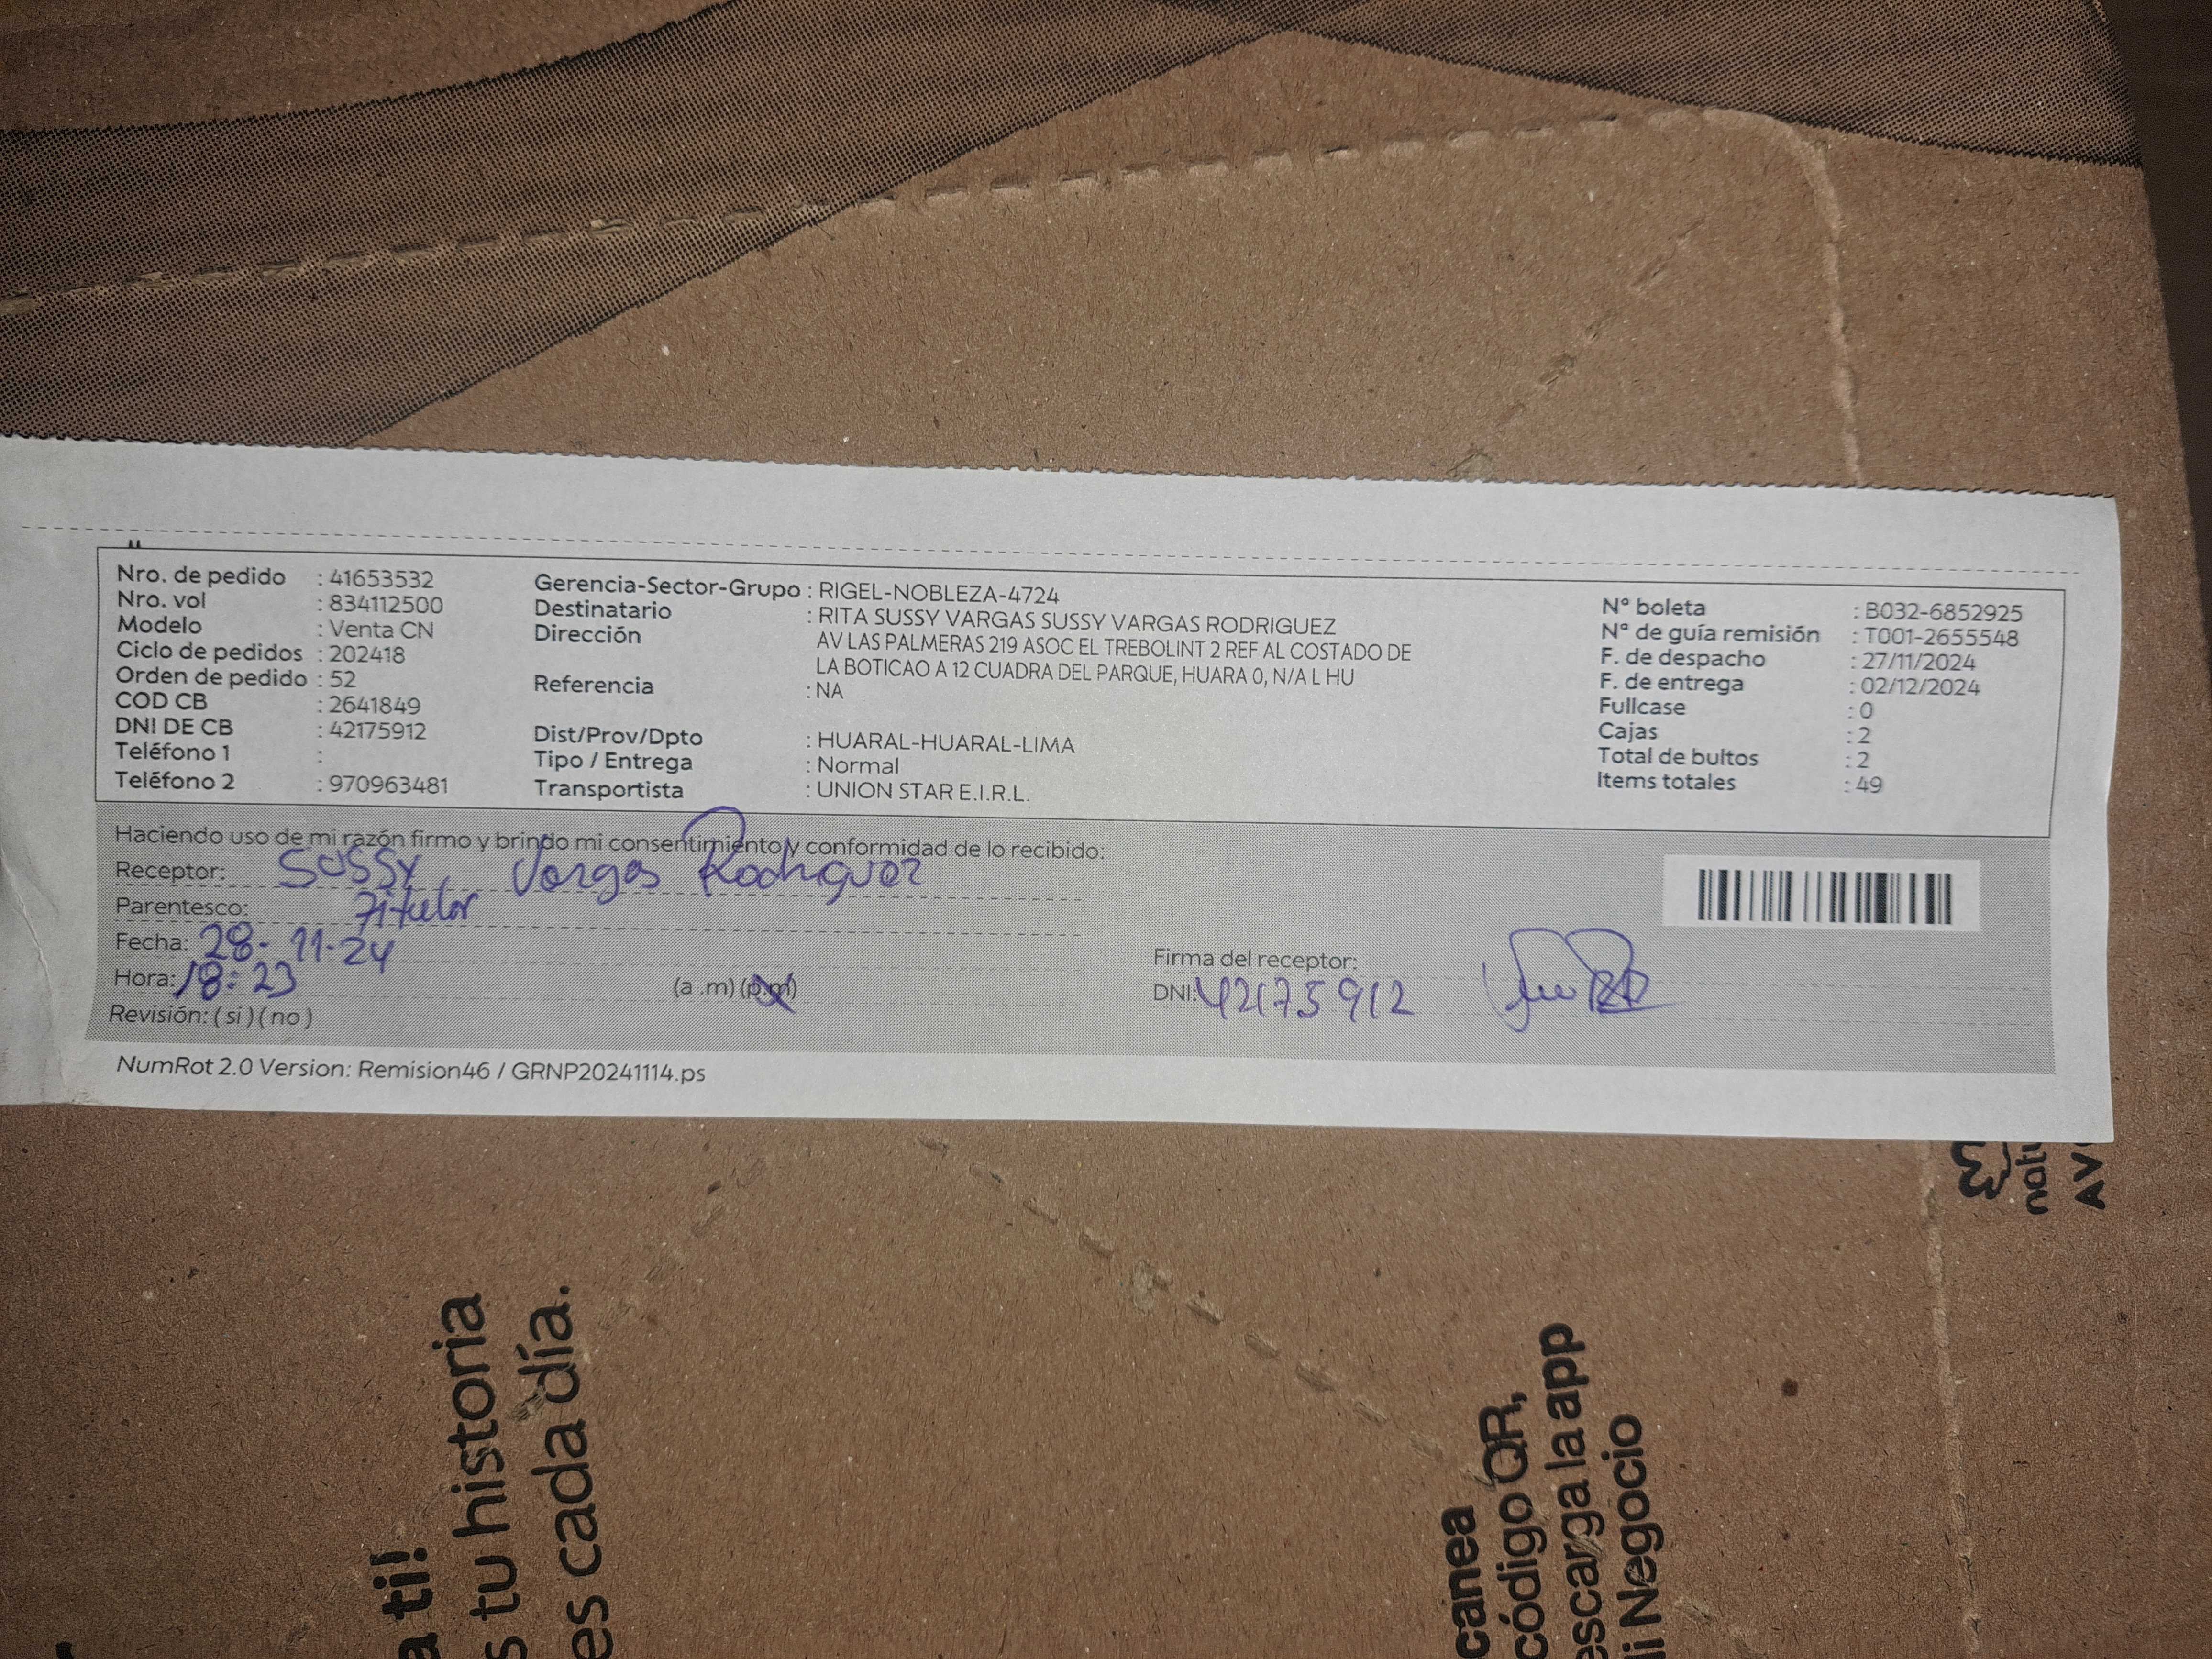 Nro. de pedido : 41653532
Nro. vol : 834112500
Modelo : Venta CN
Ciclo de pedidos : 202418
Orden de pedido : 52
COD CB : 2641849
DNI DE CB : 42175912
Teléfono 1 :
Teléfono 2 : 970963481
Gerencia-Sector-Grupo : RIGEL-NOBLEZA-4724
Destinatario : RITA SUSSY VARGAS SUSSY VARGAS RODRIGUEZ
Dirección AV LAS PALMERAS 219 ASOC EL TREBOLINT 2 REF AL COSTADO DE
LA BOTICAO A 12 CUADRA DEL PARQUE, HUARA 0, N/A L HU
Referencia : NA
Dist/Prov/Dpto : HUARAL-HUARAL-LIMA
Tipo / Entrega : Normal
Transportista : UNION STAR E.I.R.L.
N° boleta : B032-6852925
N° de guía remisión : T001-2655548
F. de despacho : 27/11/2024
F. de entrega : 02/12/2024
Fullcase : 0
Cajas : 2
Total de bultos : 2
Items totales : 49
Haciendo uso de mi razón firmo y brindo mi consentimiento y conformidad de lo recibido:
Receptor: Sussy Vargas Rodriguez
Parentesco: Titular
Fecha: 28-11-24
Hora: 18:23 (a .m) (p.m)
Revisión: ( si ) ( no )
Firma del receptor:
DNI: 42175912
NumRot 2.0 Version: Remision46 / GRNP20241114.ps
natu
AV
a ti!
s tu historia
es cada día.
canea
código QR,
escarga la app
li Negocio